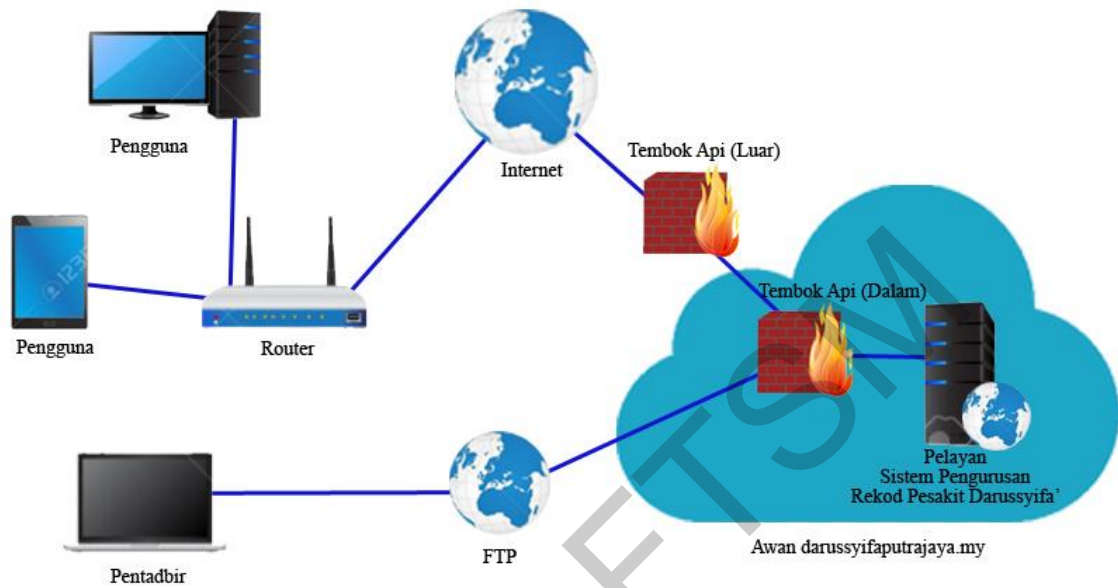 Pengguna
Internet
Tembok Api (Luar)
Pengguna
Router
Tembok Api (Dalam)
Pelayan
Sistem Pengurusan
Rekod Pesakit Darussyifa'
Pentadbir
FTP
Awan darussyifaputrajaya.my
FTSM